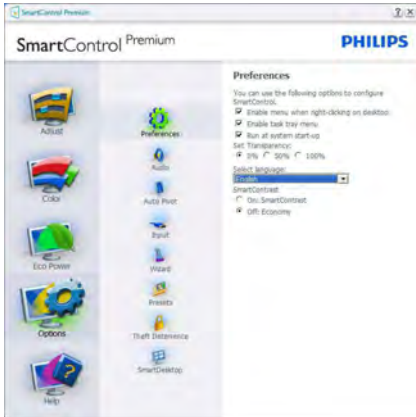 SmartControl Premium
SmartControl Premium
PHILIPS
Adjust
Color
Eco Power
Options
Help
Preferences
Audio
Auto Pivot
Input
Wizard
Presets
Theft Deterrence
SmartDesktop
Preferences
You can use the following options to configure
SmartControl.
Enable menu when right-clicking on desktop
Enable task tray menu
Run at system start-up
Set Transparency:
0% 50% 100%
Select language:
English
SmartContrast
On: SmartContrast
Off: Economy